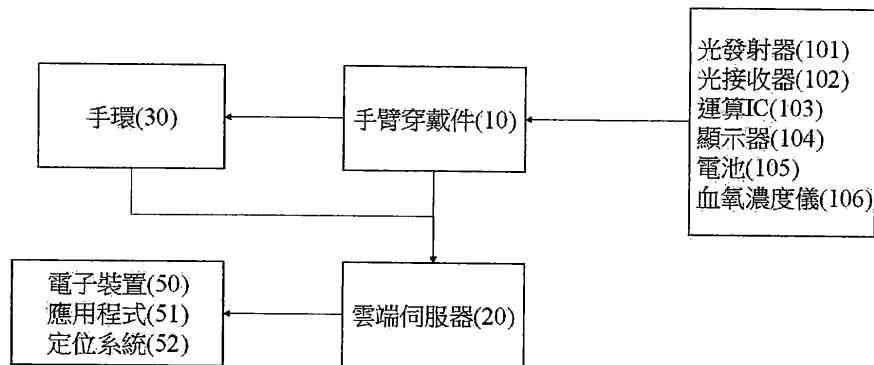 手環(30)
手臂穿戴件(10)
光發射器(101)
光接收器(102)
運算IC(103)
顯示器(104)
電池(105)
血氧濃度儀(106)
電子裝置(50)
應用程式(51)
定位系統(52)
雲端伺服器(20)